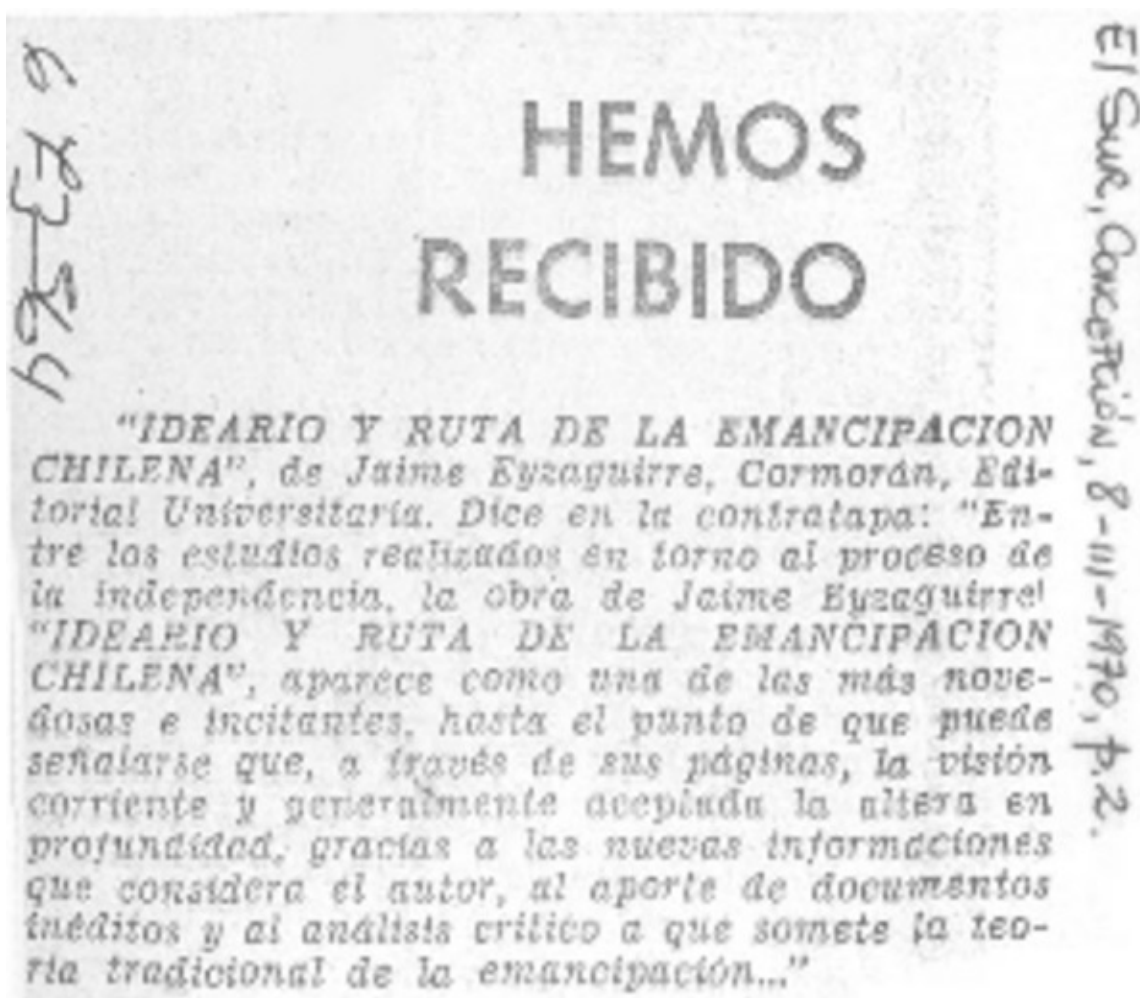 HEMOS
RECIBIDO
"IDEARIO Y RUTA DE LA EMANCIPACION
CHILENA", de Jaime Eyzaguirre, Cormorán, Edi-
torial Universitaria. Dice en la contratapa: "En-
tre los estudios realizados en torno al proceso de
la independencia, la obra de Jaime Eyzaguirre
"IDEARIO Y RUTA DE LA EMANCIPACION
CHILENA", aparece como una de las más nove-
dosas e incitantes, hasta el punto de que puede
señalarse que, a través de sus páginas, la visión
corriente y generalmente aceptada la altera en
profundidad, gracias a las nuevas informaciones
que considera el autor, al aporte de documentos
inéditos y al análisis crítico a que somete la teo-
ría tradicional de la emancipación..."
El Sur, Concepción, 8-III-1970, p.2.